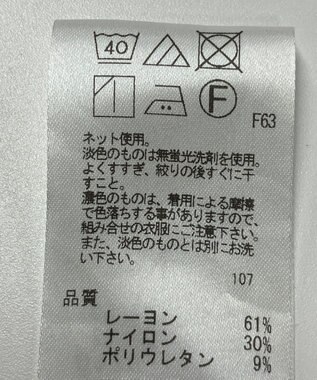 40
F
F63
ネット使用。
淡色のものは無蛍光洗剤を使用。
よくすすぎ、絞りの後すぐに干
すこと。
濃色のものは、着用による摩擦
で色落ちする事がありますので、
組み合せの衣服にご注意下さい。
また、淡色のものとは別にお洗
い下さい。
107
品質
レーヨン 61%
ナイロン 30%
ポリウレタン 9%